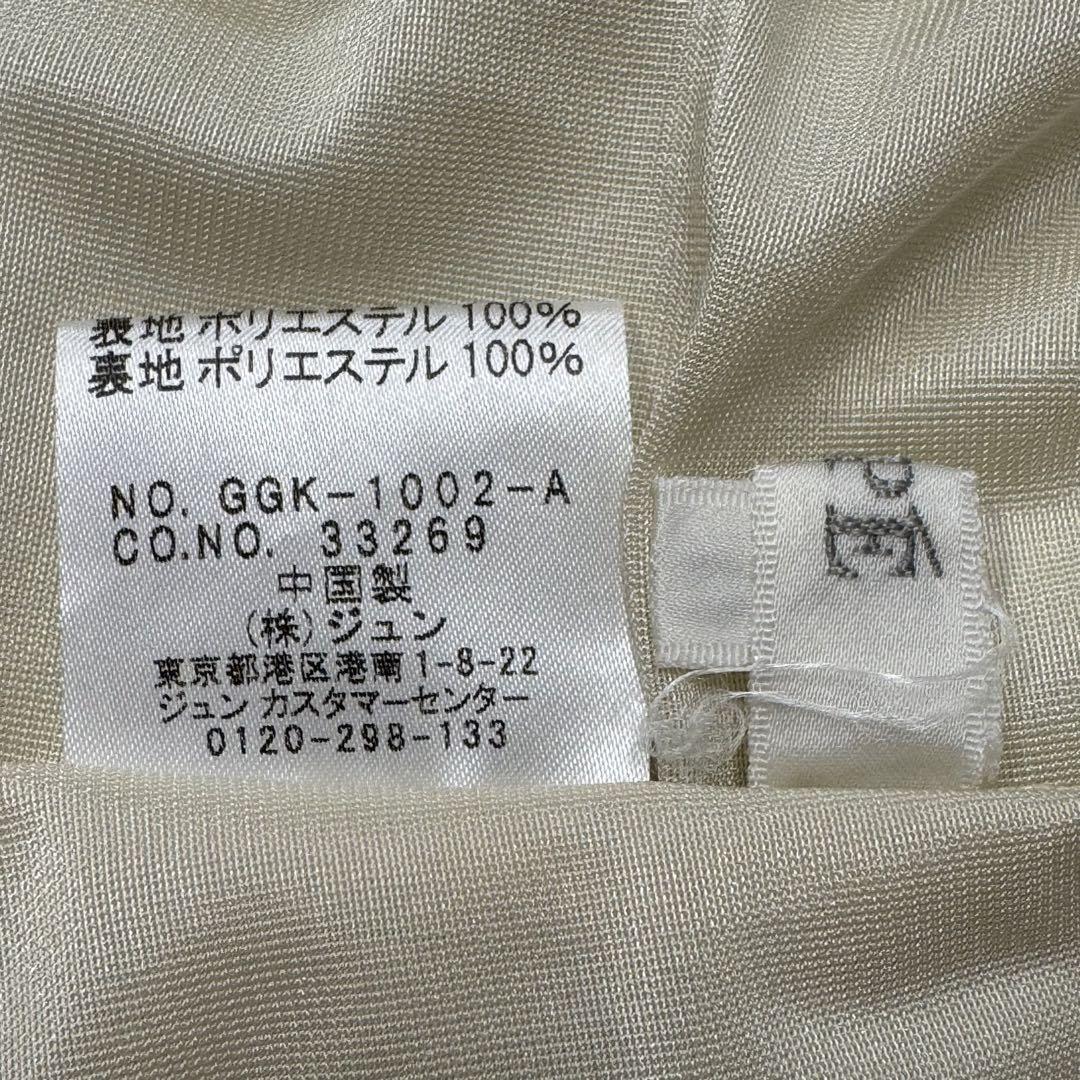 裏地 ポリエステル 100%
裏地 ポリエステル 100%
NO. GGK-1002-A
CO.NO. 33269
中国製
(株)ジュン
東京都港区港南1-8-22
ジュン カスタマーセンター
0120-298-133
PÉ